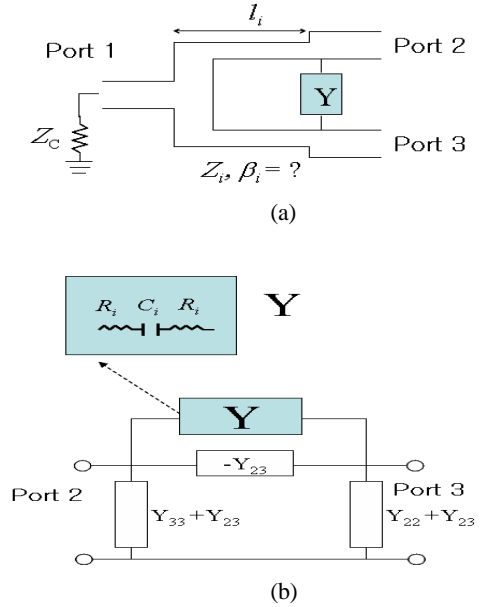 l_i
Port 1
Port 2
Y
Z_C
Port 3
Z_i, β_i = ?
(a)
R_i C_i R_i
Y
Y
-Y_23
Port 2
Port 3
Y_33+Y_23
Y_22+Y_23
(b)